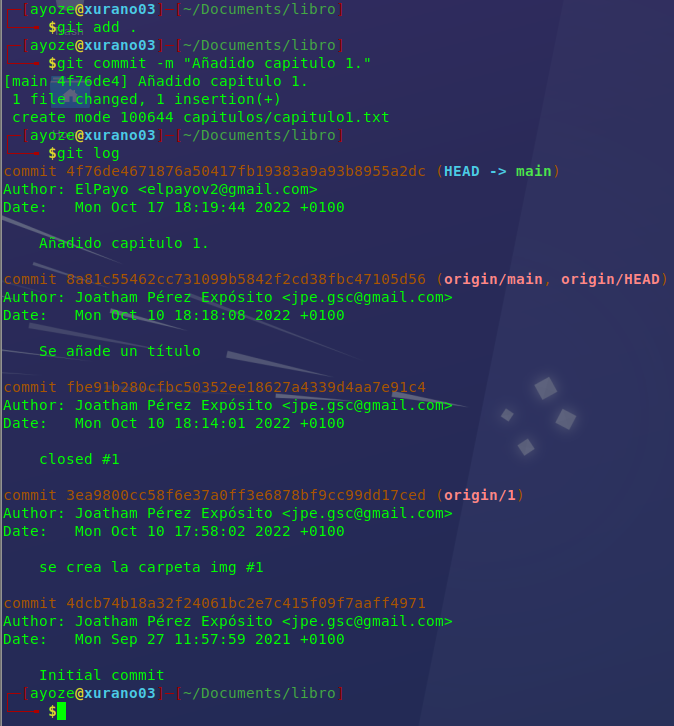 [ayoze@xurano03] [~/Documents/libro]
$git add .
[ayoze@xurano03] [~/Documents/libro]
$git commit -m "Añadido capitulo 1."
[main 4f76de4] Añadido capitulo 1.
1 file changed, 1 insertion(+)
create mode 100644 capitulos/capitulo1.txt
[ayoze@xurano03] [~/Documents/libro]
$git log
commit 4f76de4671876a50417fb19383a9a93b8955a2dc (HEAD -> main)
Author: ElPayo <elpayov2@gmail.com>
Date:   Mon Oct 17 18:19:44 2022 +0100
Añadido capitulo 1.
commit 8a81c55462cc731099b5842f2cd38fbc47105d56 (origin/main, origin/HEAD)
Author: Joatham Pérez Expósito <jpe.gsc@gmail.com>
Date:   Mon Oct 10 18:18:08 2022 +0100
Se añade un título
commit fbe91b280cfbc50352ee18627a4339d4aa7e91c4
Author: Joatham Pérez Expósito <jpe.gsc@gmail.com>
Date:   Mon Oct 10 18:14:01 2022 +0100
closed #1
commit 3ea9800cc58f6e37a0ff3e6878bf9cc99dd17ced (origin/1)
Author: Joatham Pérez Expósito <jpe.gsc@gmail.com>
Date:   Mon Oct 10 17:58:02 2022 +0100
se crea la carpeta img #1
commit 4dcb74b18a32f24061bc2e7c415f09f7aaff4971
Author: Joatham Pérez Expósito <jpe.gsc@gmail.com>
Date:   Mon Sep 27 11:57:59 2021 +0100
Initial commit
[ayoze@xurano03] [~/Documents/libro]
$